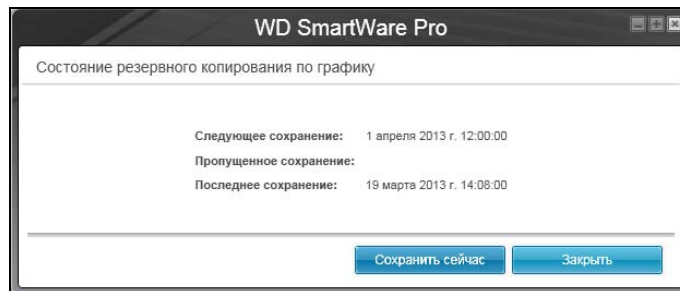 WD SmartWare Pro
Состояние резервного копирования по графику
Следующее сохранение: 1 апреля 2013 г. 12:00:00
Пропущенное сохранение:
Последнее сохранение: 19 марта 2013 г. 14:08:00
Сохранить сейчас Закрыть